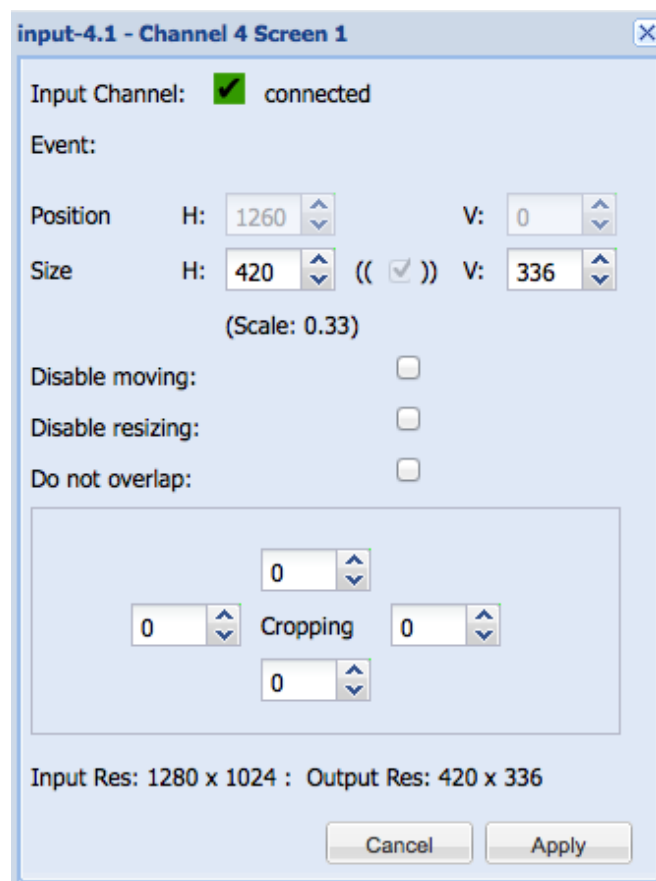 input-4.1 - Channel 4 Screen 1
Input Channel: connected
Event:
Position H: 1260 V: 0
Size H: 420 (( )) V: 336
(Scale: 0.33)
Disable moving:
Disable resizing:
Do not overlap:
0
0 Cropping 0
0
Input Res: 1280 x 1024 : Output Res: 420 x 336
Cancel Apply